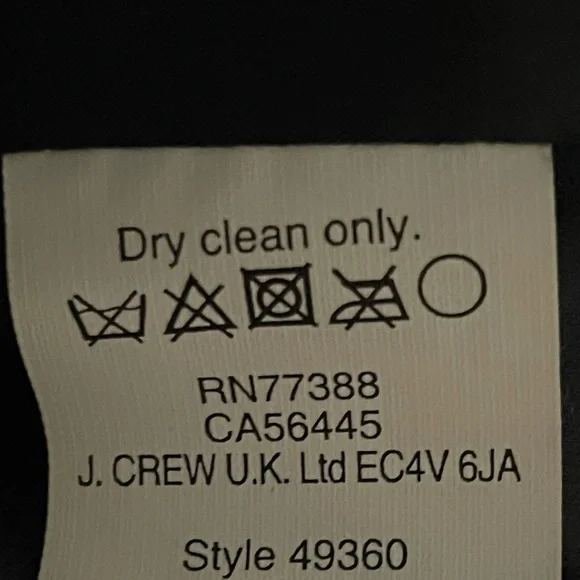 Dry clean only.
RN77388
CA56445
J. CREW U.K. Ltd EC4V 6JA
Style 49360